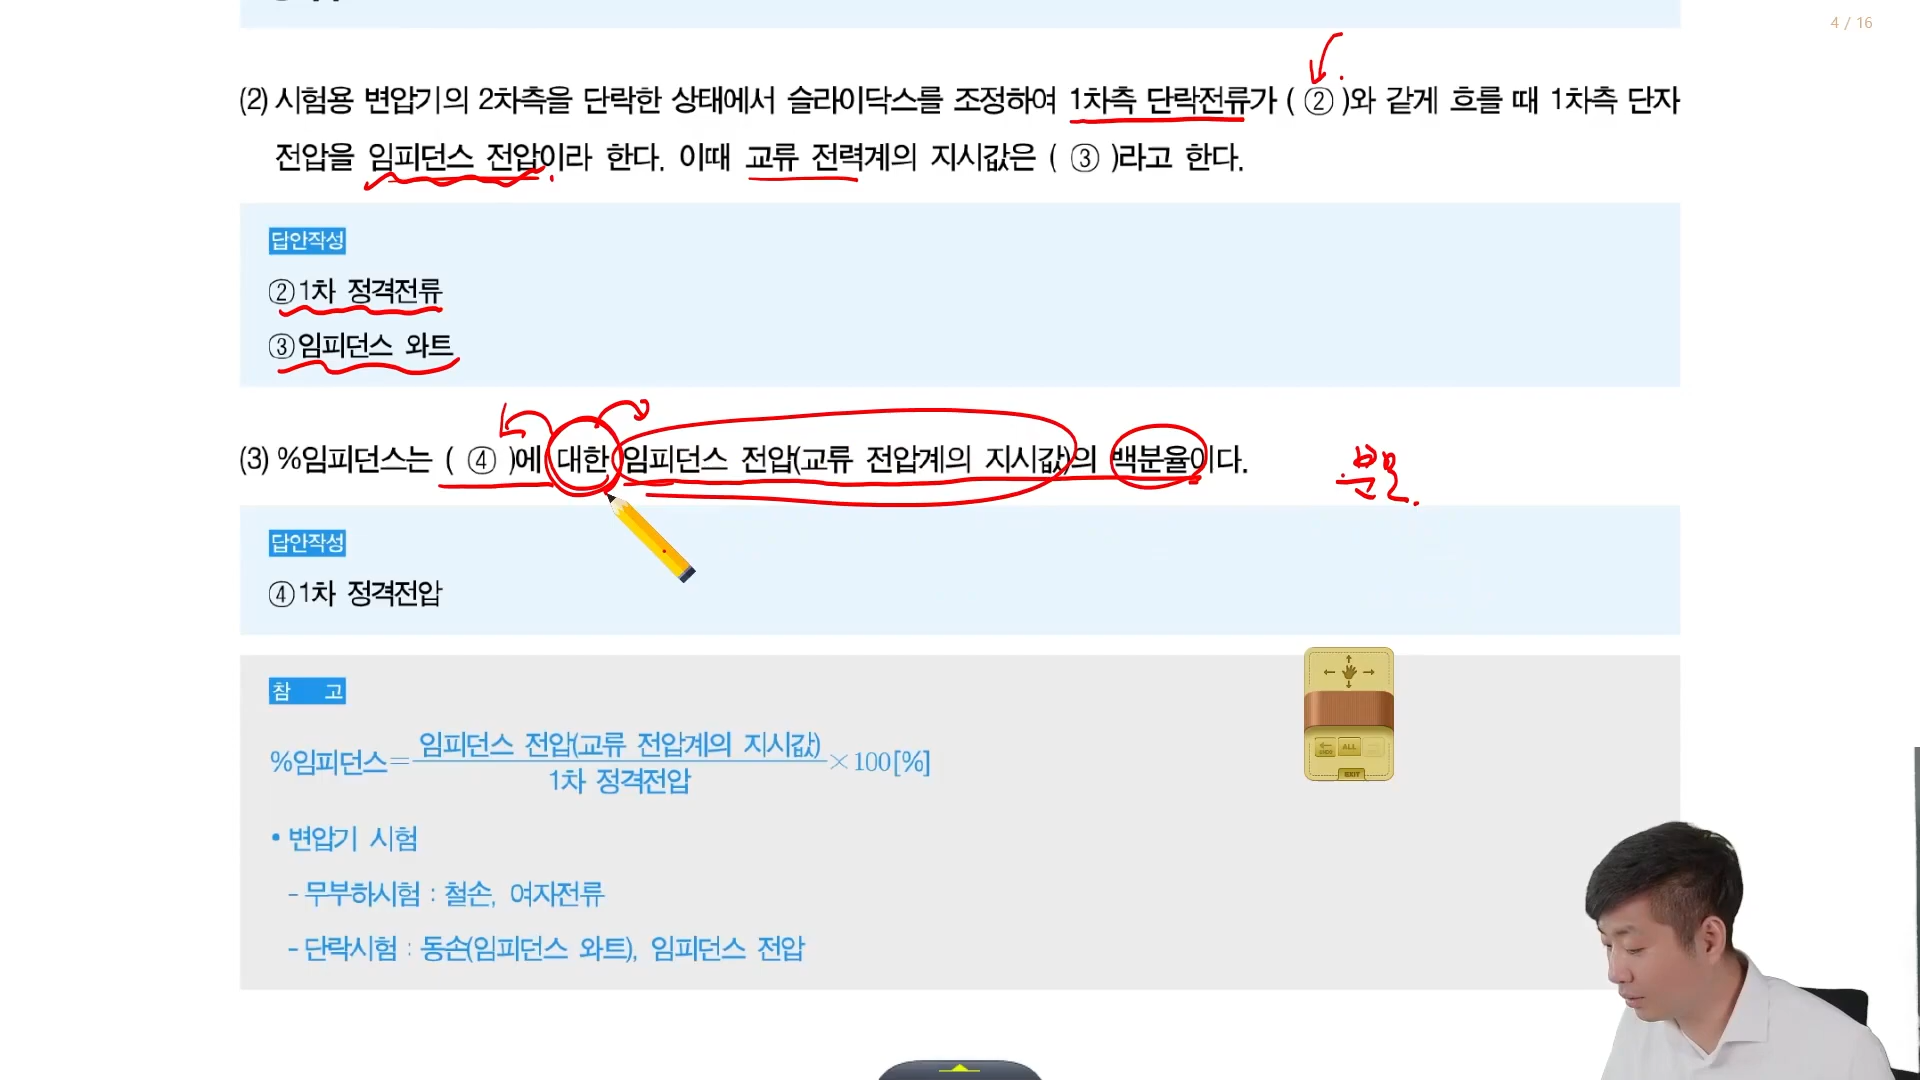 4 / 16
(2) 시험용 변압기의 2차측을 단락한 상태에서 슬라이닥스를 조정하여 1차측 단락전류가 ( ② )와 같게 흐를 때 1차측 단자
전압을 임피던스 전압이라 한다. 이때 교류 전력계의 지시값은 ( ③ )라고 한다.
답안작성
② 1차 정격전류
③ 임피던스 와트
(3) %임피던스는 ( ④ )에 대한 임피던스 전압(교류 전압계의 지시값)의 백분율이다.
분모
답안작성
④ 1차 정격전압
참 고
%임피던스=임피던스 전압(교류 전압계의 지시값)
1차 정격전압
×100[%]
• 변압기 시험
- 무부하시험 : 철손, 여자전류
- 단락시험 : 동손(임피던스 와트), 임피던스 전압
ALL
EXIT